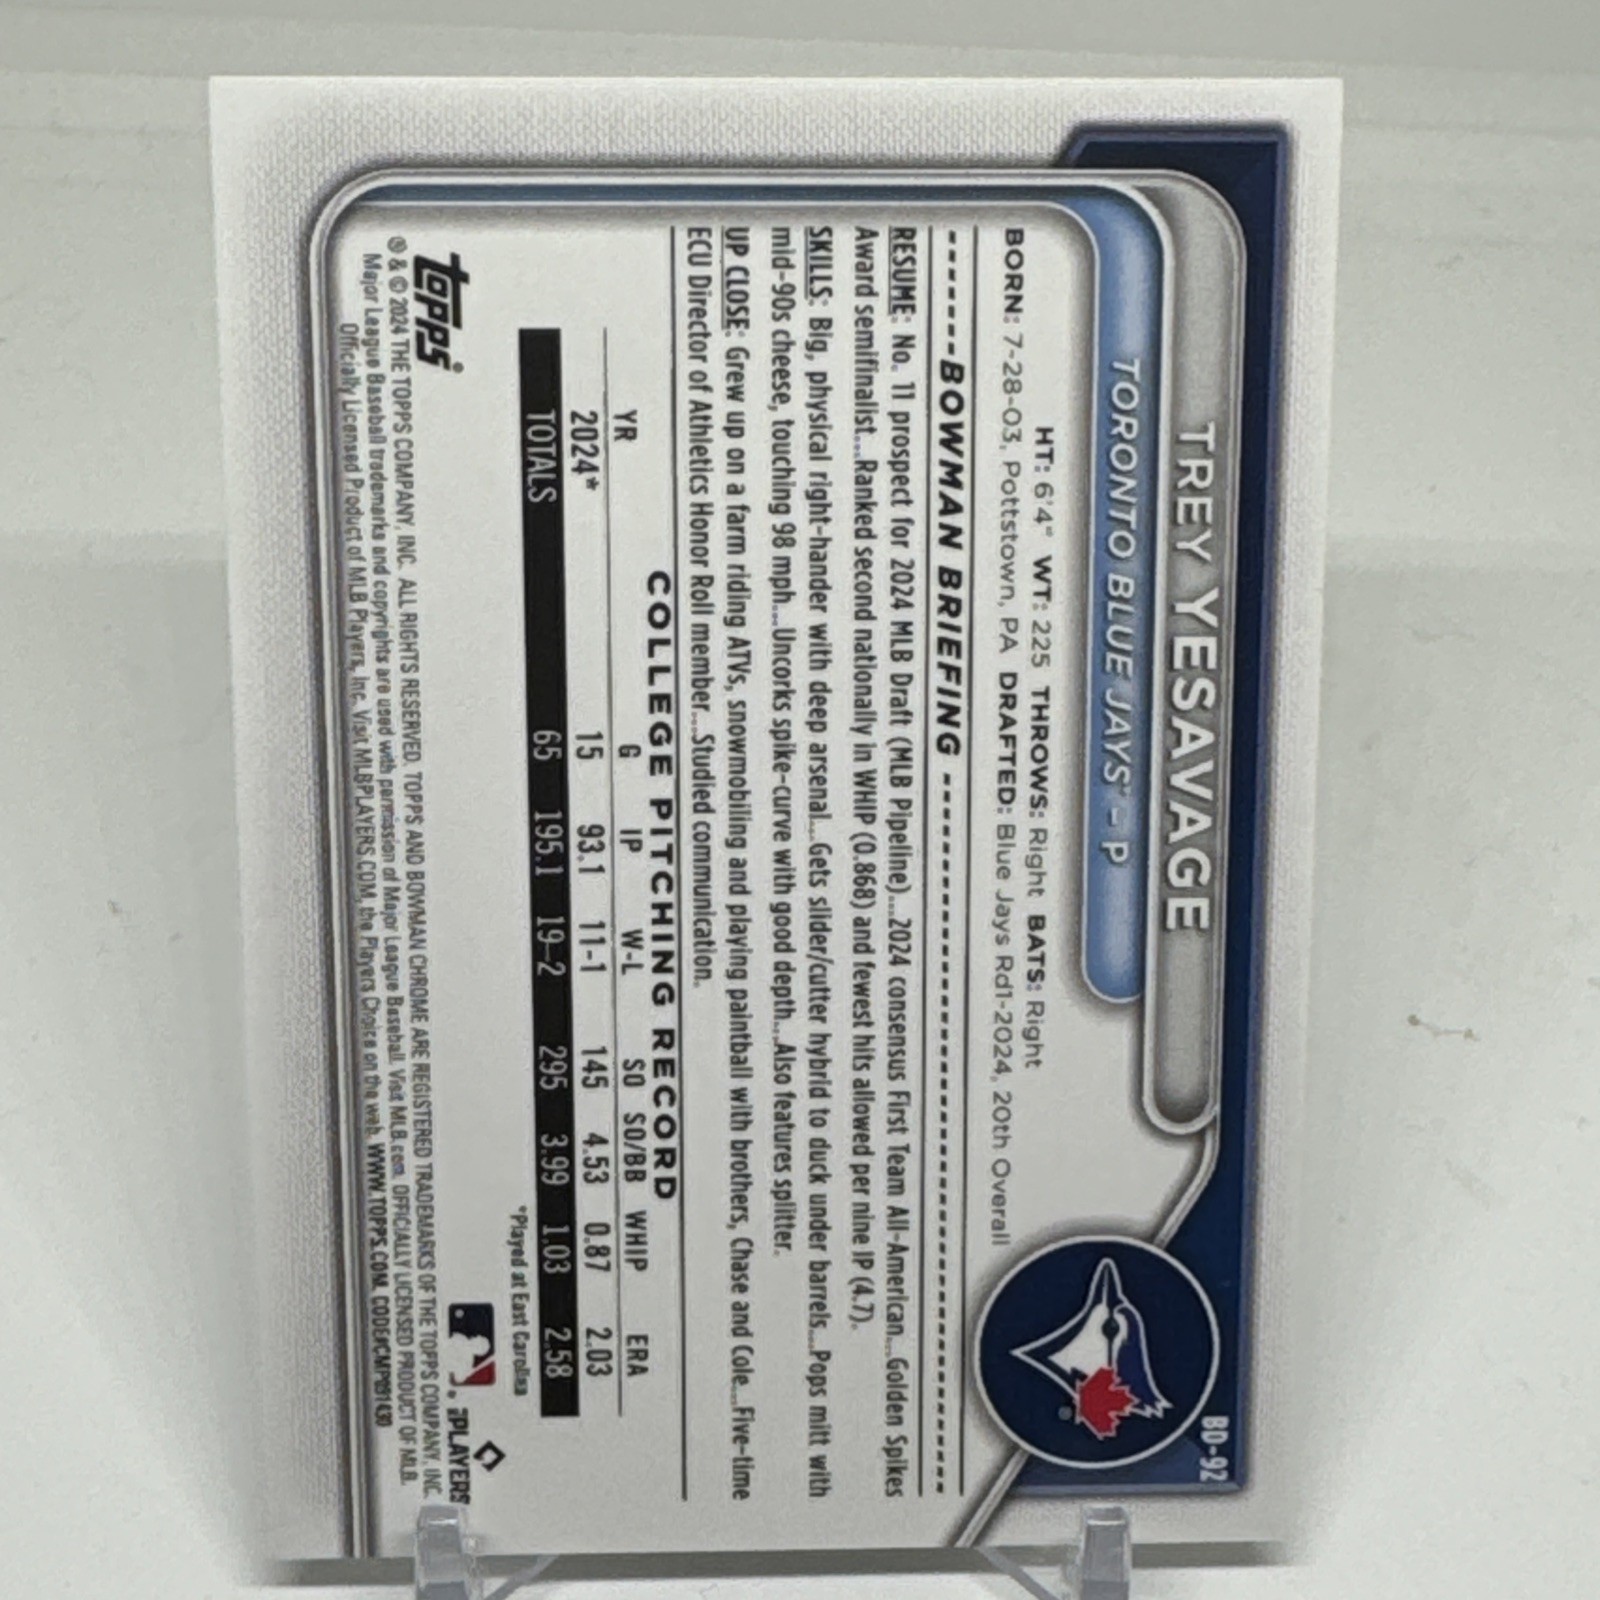 BD-92
TREY YESAVAGE
TORONTO BLUE JAYS® - P
HT: 6'4" WT: 225 THROWS: Right BATS: Right
BORN: 7-28-03, Pottstown, PA DRAFTED: Blue Jays Rd1-2024, 20th Overall
BOWMAN BRIEFING
RESUME: No. 11 prospect for 2024 MLB Draft (MLB Pipeline)...2024 consensus First Team All-American...Golden Spikes
Award semifinalist...Ranked second nationally in WHIP (0.868) and fewest hits allowed per nine IP (4.7).
SKILLS: Big, physical right-hander with deep arsenal...Gets slider/cutter hybrid to duck under barrels...Pops mitt with
mid-90s cheese, touching 98 mph...Uncorks spike-curve with good depth...Also features splitter.
UP CLOSE: Grew up on a farm riding ATVs, snowmobiling and playing paintball with brothers, Chase and Cole...Five-time
ECU Director of Athletics Honor Roll member...Studied communication.
COLLEGE PITCHING RECORD
YR G IP W-L SO SO/BB WHIP ERA
2024* 15 93.1 11-1 145 4.53 0.87 2.03
TOTALS 65 195.1 19-2 295 3.99 1.03 2.58
*Played at East Carolina
topps
PLAYERS
® & © 2024 THE TOPPS COMPANY, INC. ALL RIGHTS RESERVED. TOPPS AND BOWMAN CHROME ARE REGISTERED TRADEMARKS OF THE TOPPS COMPANY, INC.
Major League Baseball trademarks and copyrights are used with permission of Major League Baseball. Visit MLB.com. OFFICIALLY LICENSED PRODUCT OF MLB.
Officially Licensed Product of MLB Players, Inc. Visit MLBPLAYERS.COM, the Players Choice on the web. WWW.TOPPS.COM. CODE#CMP091430